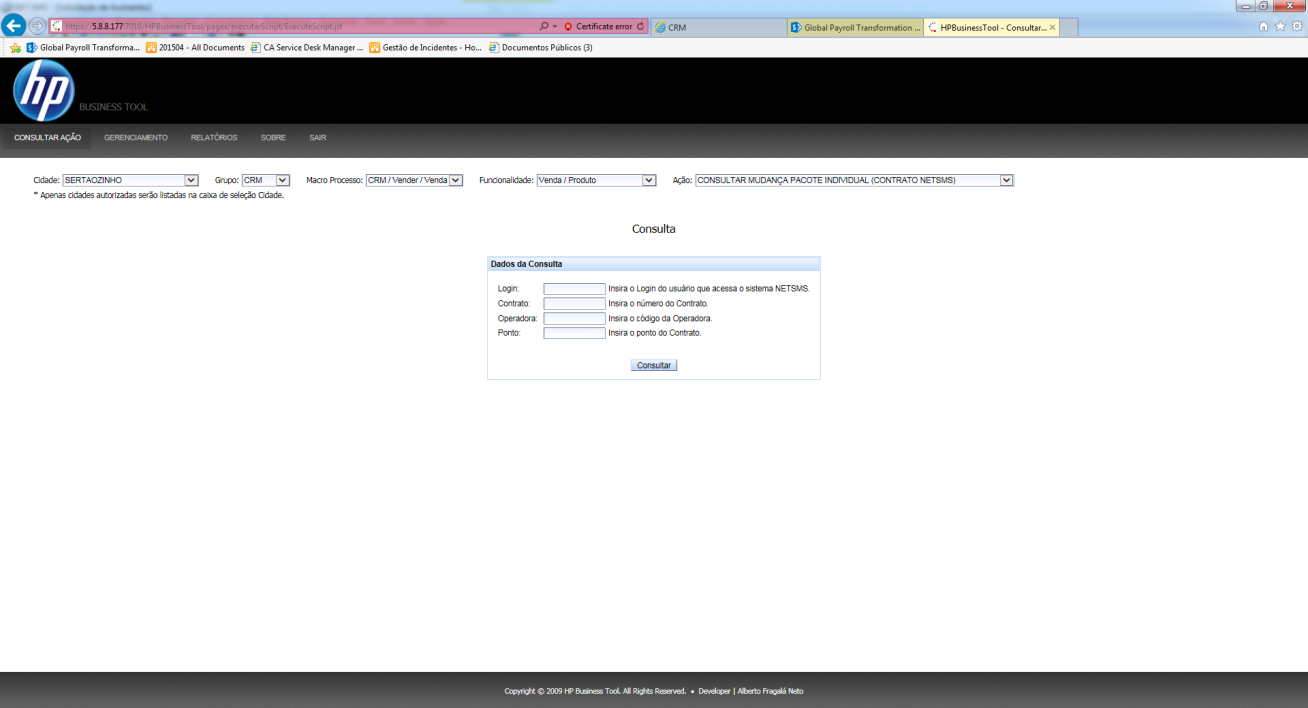 https://5.8.8.177:7010/HPBusinessTool/pages/executarScript/ExecuteScript.jsf Certificate error CRM Global Payroll Transformation ... HPBusinessTool - Consultar...
Global Payroll Transforma... 201504 - All Documents CA Service Desk Manager ... Gestão de Incidentes - Ho... Documentos Públicos (3)
hp BUSINESS TOOL
CONSULTAR AÇÃO GERENCIAMENTO RELATÓRIOS SOBRE SAIR
Cidade: SERTAOZINHO Grupo: CRM Macro Processo: CRM / Vender / Venda Funcionalidade: Venda / Produto Ação: CONSULTAR MUDANÇA PACOTE INDIVIDUAL (CONTRATO NETSMS)
* Apenas cidades autorizadas serão listadas na caixa de seleção Cidade.
Consulta
Dados da Consulta
Login: Insira o Login do usuário que acessa o sistema NETSMS.
Contrato: Insira o número do Contrato.
Operadora: Insira o código da Operadora.
Ponto: Insira o ponto do Contrato.
Consultar
Copyright © 2009 HP Business Tool. All Rights Reserved. • Developer | Alberto Fragalá Neto